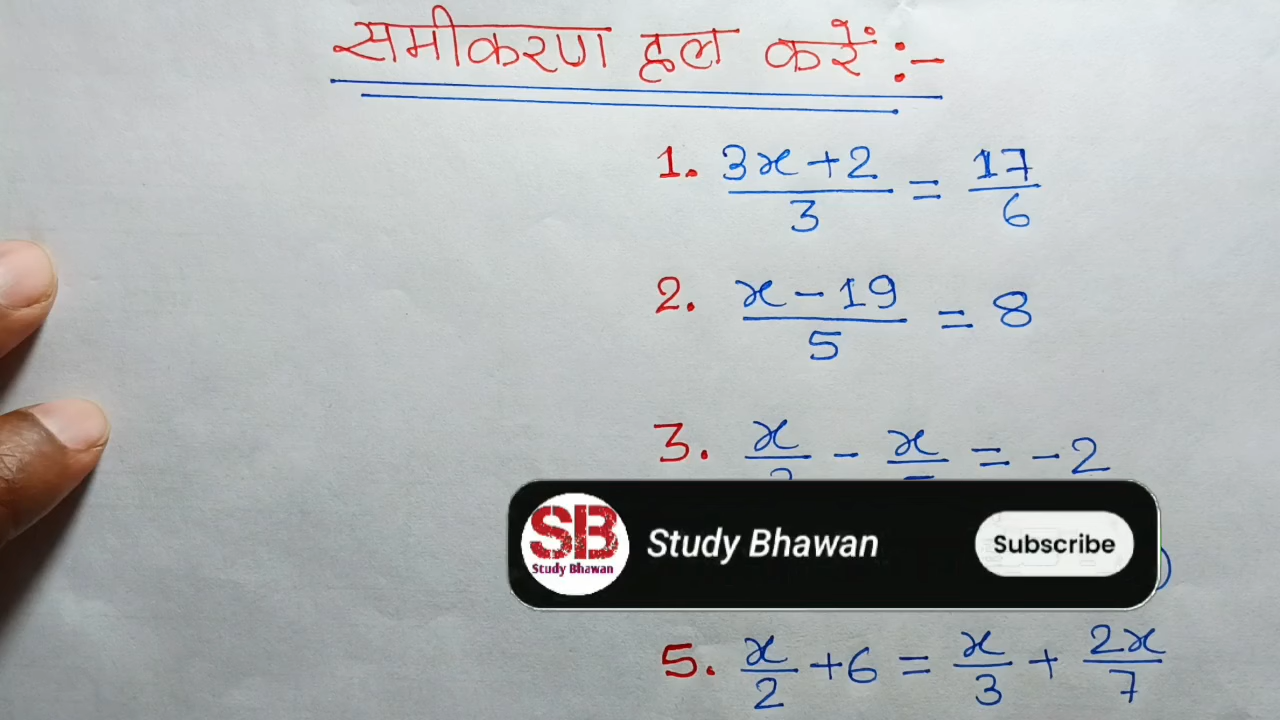 समीकरण हल करें :-
1. (3x+2)/3 = 17/6
2. (x-19)/5 = 8
3. x/ - x/ = -2
SB Study Bhawan Study Bhawan Subscribe
)
5. x/2 + 6 = x/3 + 2x/7